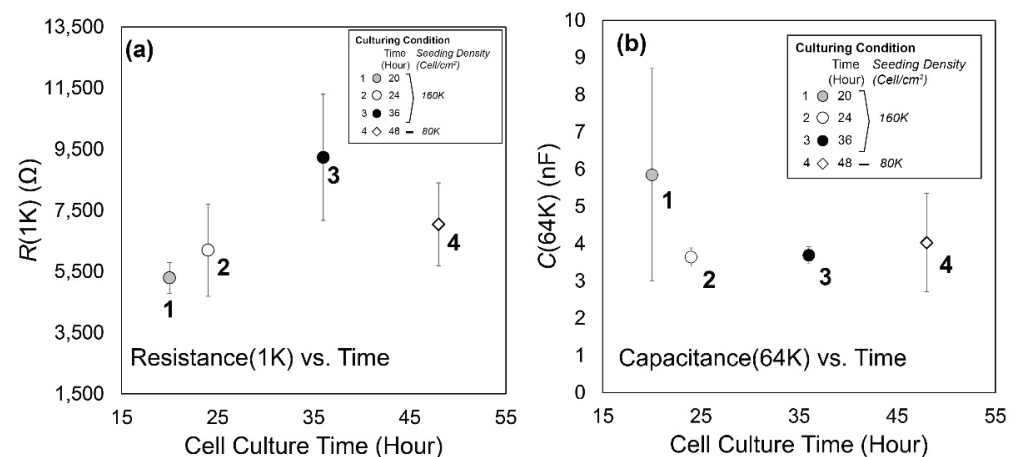 (a)
Culturing Condition
Time Seeding Density
(Hour) (Cell/cm²)
1 20
2 24 160K
3 36
4 48 – 80K
13,500
11,500
9,500
7,500
5,500
3,500
1,500
R(1K) (Ω)
1
2
3
4
Resistance(1K) vs. Time
15 25 35 45 55
Cell Culture Time (Hour)
(b)
Culturing Condition
Time Seeding Density
(Hour) (Cell/cm²)
1 20
2 24 160K
3 36
4 48 – 80K
10
9
8
7
6
5
4
3
2
1
0
C(64K) (nF)
1
2
3
4
Capacitance(64K) vs. Time
15 25 35 45 55
Cell Culture Time (Hour)